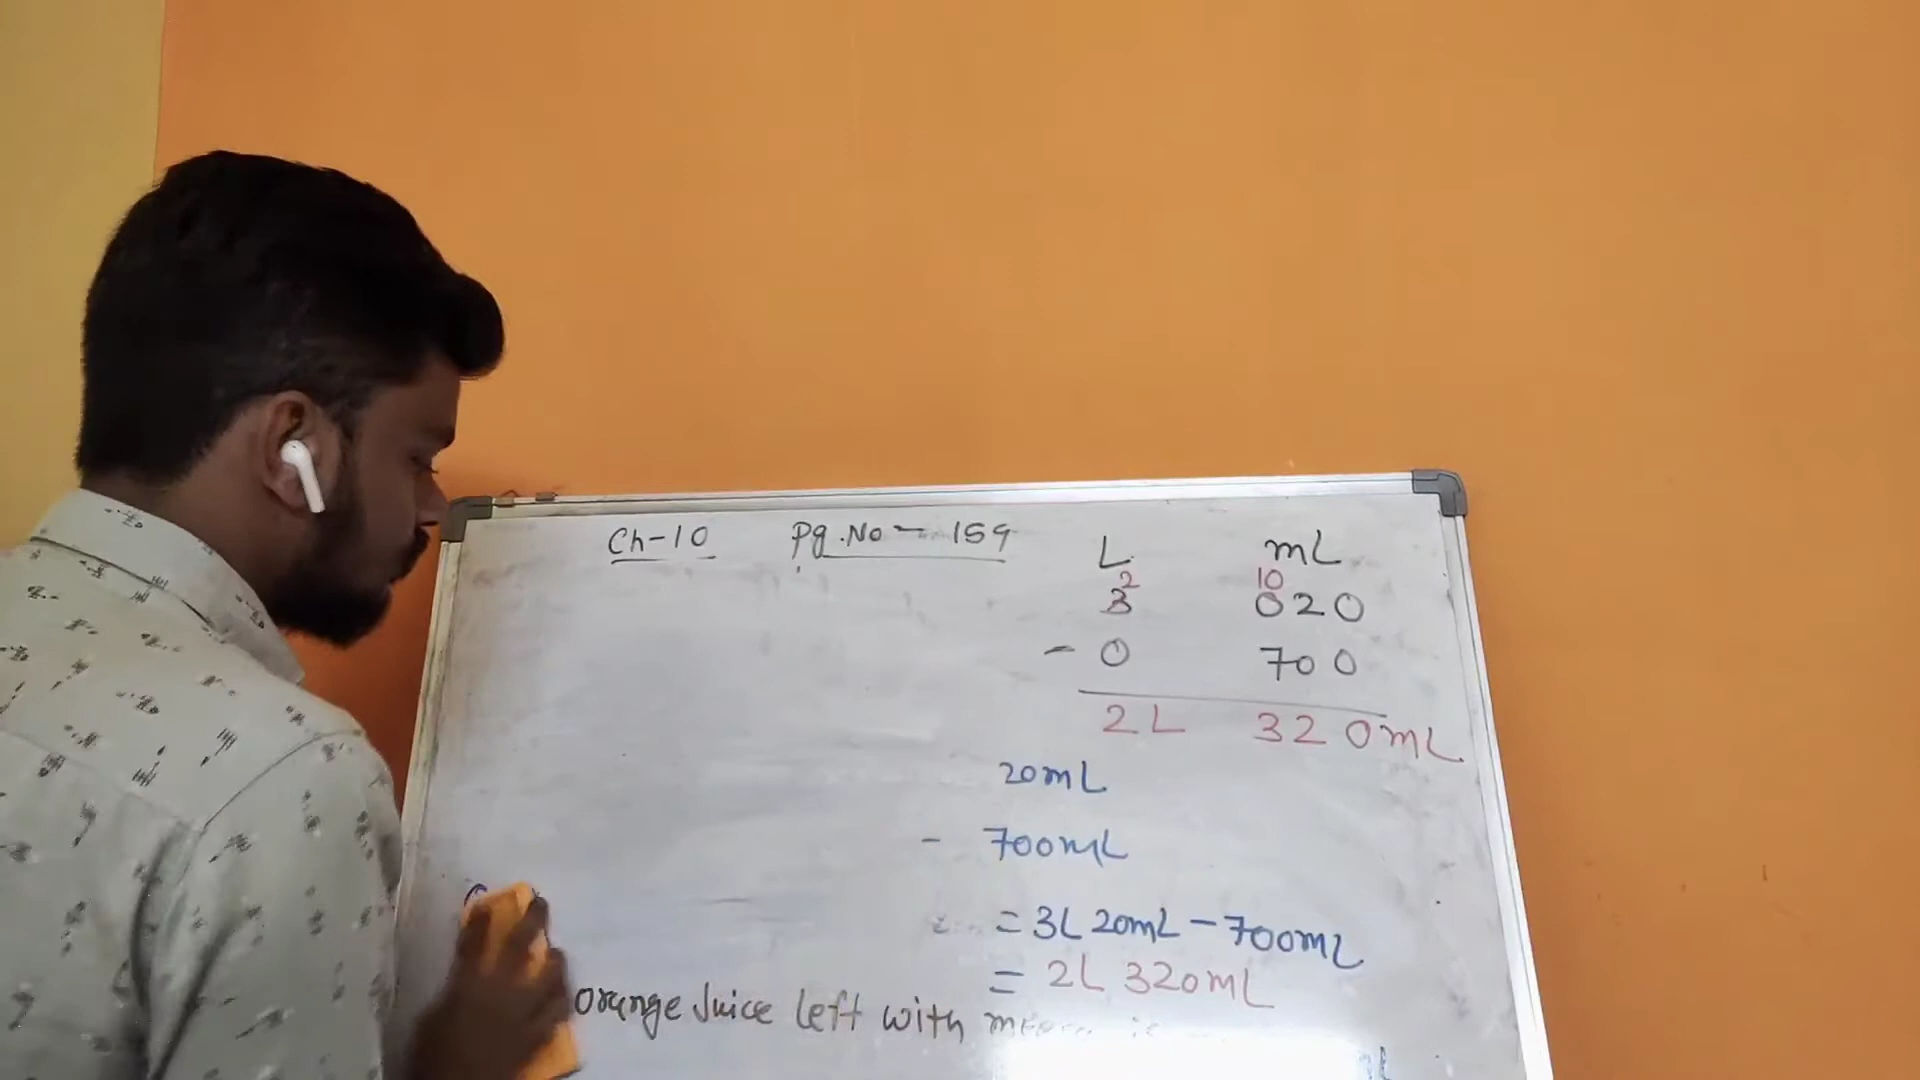 Ch-10 Pg.No - 159
L mL
2 10
3 020
- 0 700
2L 320mL
20mL
- 700mL
= 3L 20mL - 700mL
= 2L 320mL
orange Juice left with